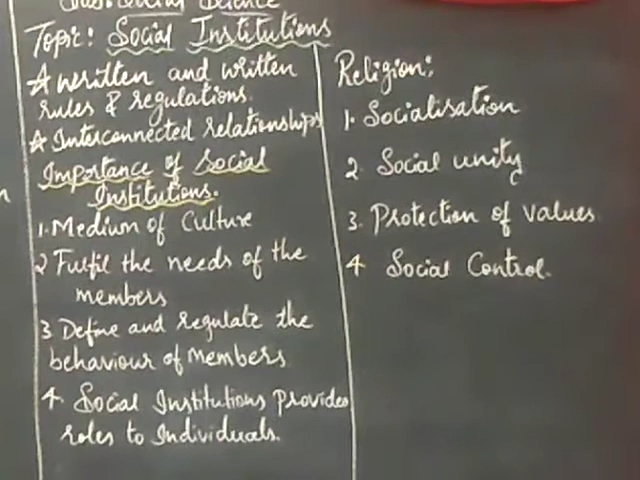 Topic: Social Institutions
☆ written and written
rules & regulations.
☆ Interconnected relationships
Importance of Social
Institutions.
1. Medium of Culture
2 Fulfil the needs of the
members
3 Define and regulate the
behaviour of members
4. Social Institutions provides
roles to Individuals.
Religion:
1. Socialisation
2. Social unity
3. Protection of values
4 Social Control.